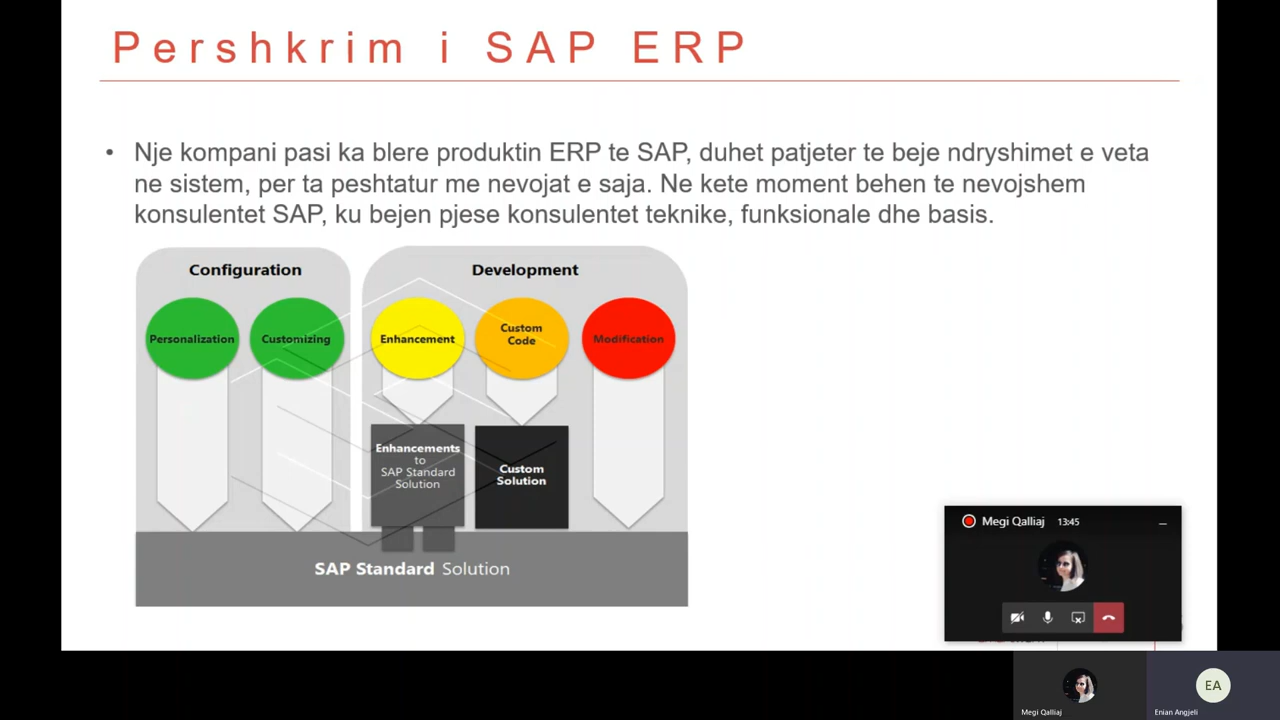 Pershkrim i SAP ERP
• Nje kompani pasi ka blere produktin ERP te SAP, duhet patjeter te beje ndryshimet e veta
ne sistem, per ta peshtatur me nevojat e saja. Ne kete moment behen te nevojshem
konsulentet SAP, ku bejen pjese konsulentet teknike, funksionale dhe basis.
Configuration
Development
Personalization
Customizing
Enhancement
Custom
Code
Modification
Enhancements
to
SAP Standard
Solution
Custom
Solution
SAP Standard Solution
Megi Qalliaj 13:45
Megi Qalliaj
EA
Enian Angjeli